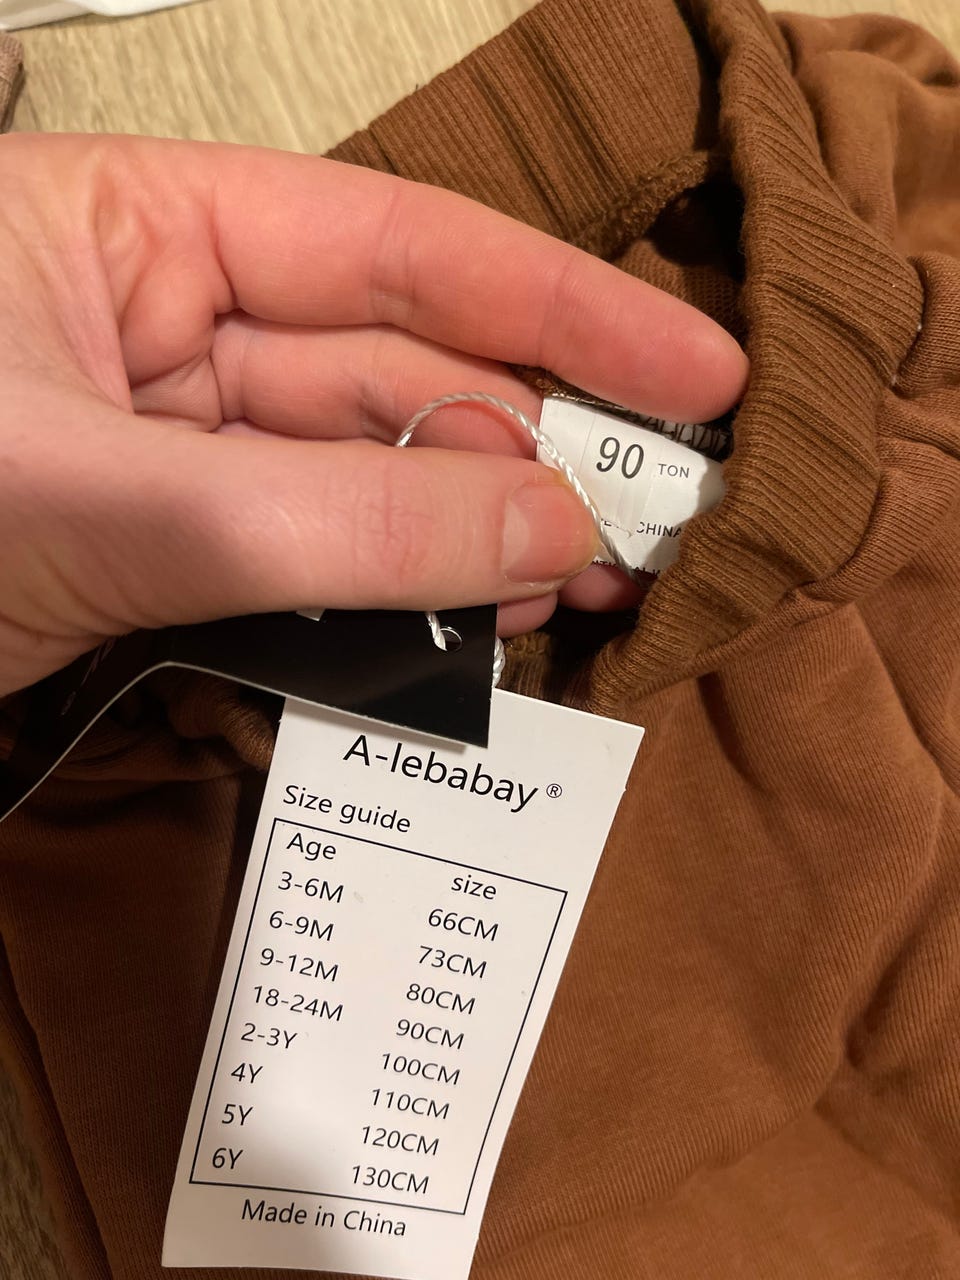 90 TON
CHINA
A-lebabay ®
Size guide
Age size
3-6M 66CM
6-9M 73CM
9-12M 80CM
18-24M 90CM
2-3Y 100CM
4Y 110CM
5Y 120CM
6Y 130CM
Made in China